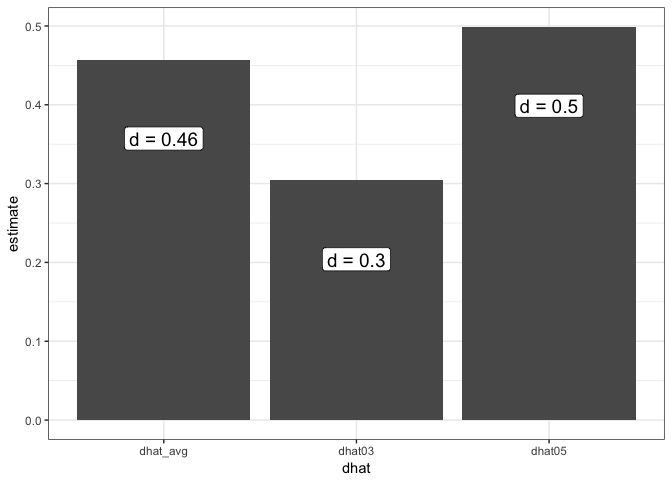 0.5
0.4
0.3
0.2
0.1
0.0
estimate
d = 0.46
d = 0.3
d = 0.5
dhat_avg
dhat03
dhat05
dhat